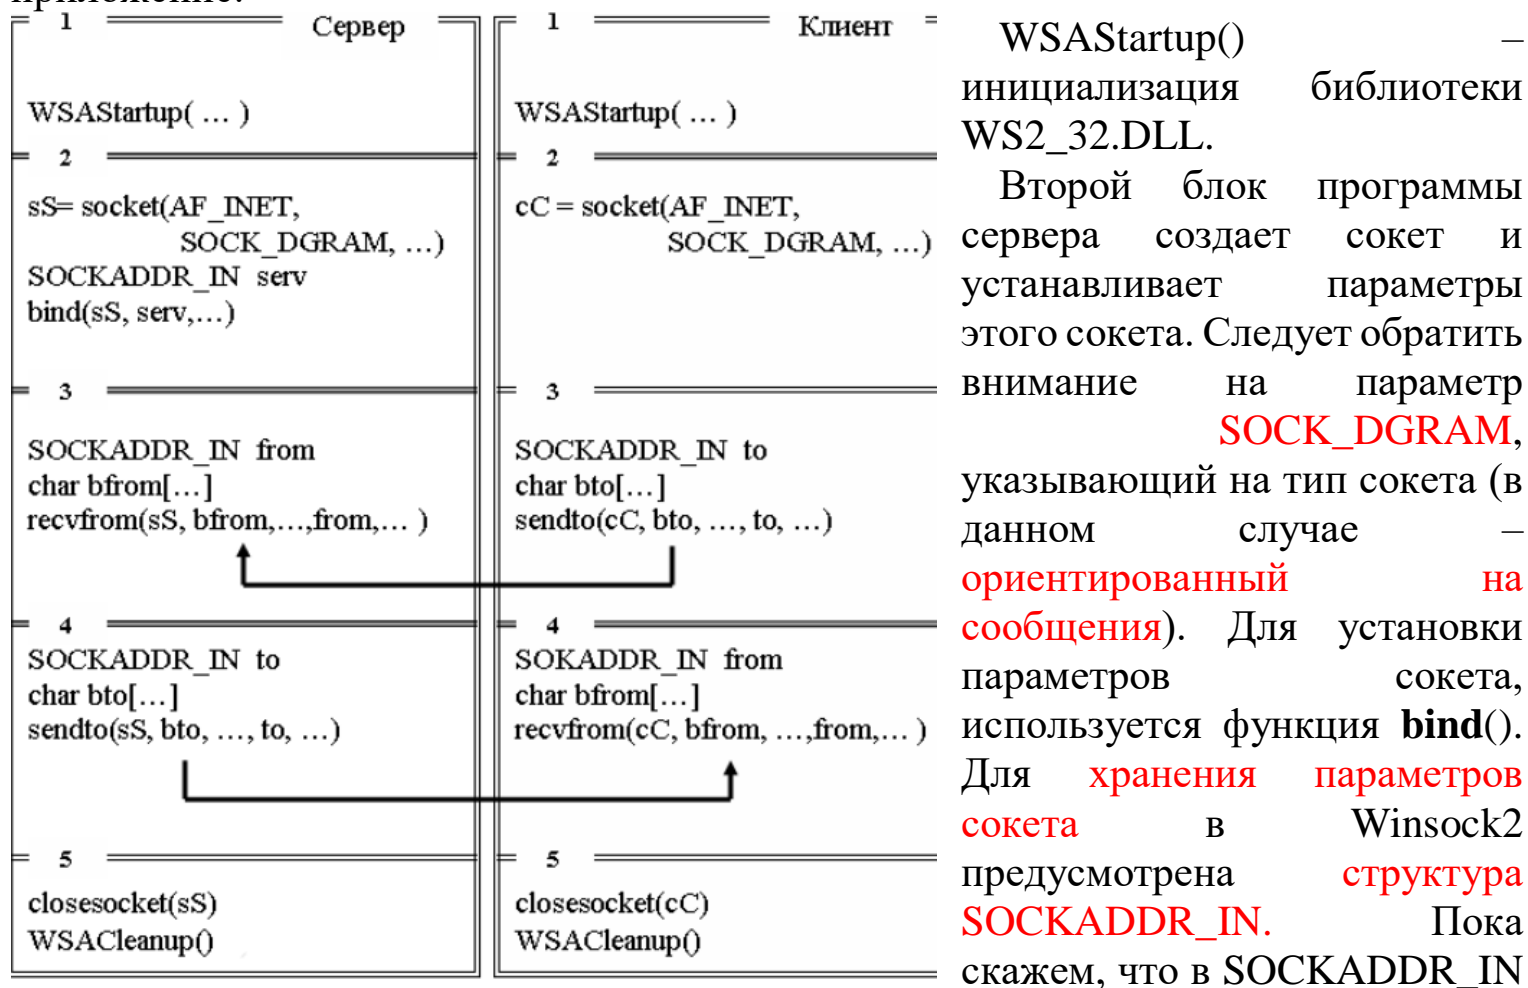 приложение.
1 Сервер
WSAStartup( … )
2
sS= socket(AF_INET,
SOCK_DGRAM, …)
SOCKADDR_IN serv
bind(sS, serv,…)
3
SOCKADDR_IN from
char bfrom[…]
recvfrom(sS, bfrom,…,from,… )
4
SOCKADDR_IN to
char bto[…]
sendto(sS, bto, …, to, …)
5
closesocket(sS)
WSACleanup()
1 Клиент
WSAStartup( … )
2
cC = socket(AF_INET,
SOCK_DGRAM, …)
3
SOCKADDR_IN to
char bto[…]
sendto(cC, bto, …, to, …)
4
SOKADDR_IN from
char bfrom[…]
recvfrom(cC, bfrom, …,from,… )
5
closesocket(cC)
WSACleanup()
WSAStartup() –
инициализация библиотеки
WS2_32.DLL.
Второй блок программы
сервера создает сокет и
устанавливает параметры
этого сокета. Следует обратить
внимание на параметр
SOCK_DGRAM,
указывающий на тип сокета (в
данном случае –
ориентированный на
сообщения). Для установки
параметров сокета,
используется функция bind().
Для хранения параметров
сокета в Winsock2
предусмотрена структура
SOCKADDR_IN. Пока
скажем, что в SOCKADDR_IN